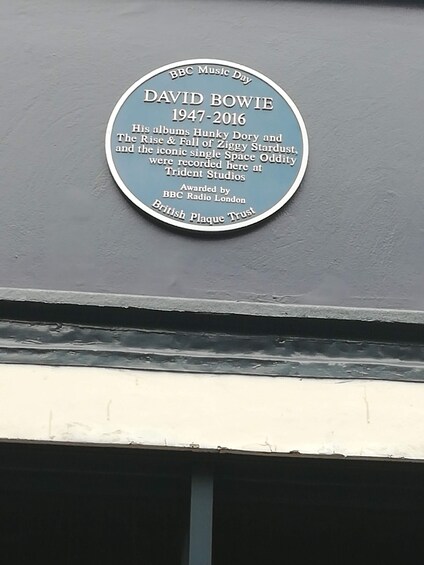 BBC Music Day
DAVID BOWIE
1947-2016
His albums Hunky Dory and
The Rise & Fall of Ziggy Stardust,
and the iconic single Space Oddity
were recorded here at
Trident Studios
Awarded by
BBC Radio London
British Plaque Trust